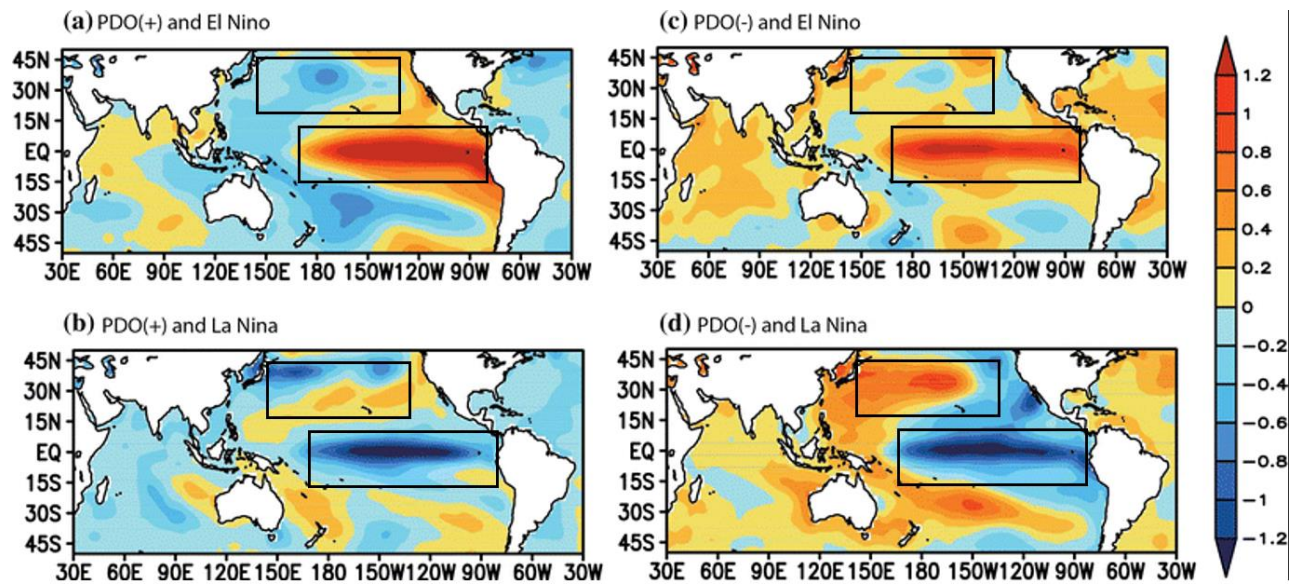 (a) PDO(+) and El Nino
45N
30N
15N
EQ
15S
30S
45S
30E 60E 90E 120E 150E 180 150W 120W 90W 60W 30W
(c) PDO(-) and El Nino
45N
30N
15N
EQ
15S
30S
45S
30E 60E 90E 120E 150E 180 150W 120W 90W 60W 30W
(b) PDO(+) and La Nina
45N
30N
15N
EQ
15S
30S
45S
30E 60E 90E 120E 150E 180 150W 120W 90W 60W 30W
(d) PDO(-) and La Nina
45N
30N
15N
EQ
15S
30S
45S
30E 60E 90E 120E 150E 180 150W 120W 90W 60W 30W
1.2
1
0.8
0.6
0.4
0.2
0
-0.2
-0.4
-0.6
-0.8
-1
-1.2